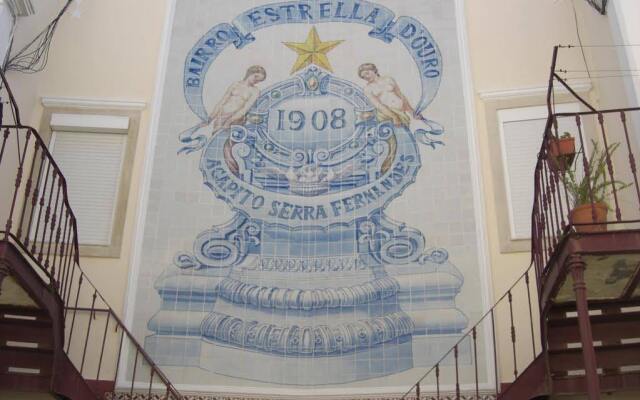 BAIRRO ESTRELLA D'OURO
1908
AGAPITO SERRA FERNANDES